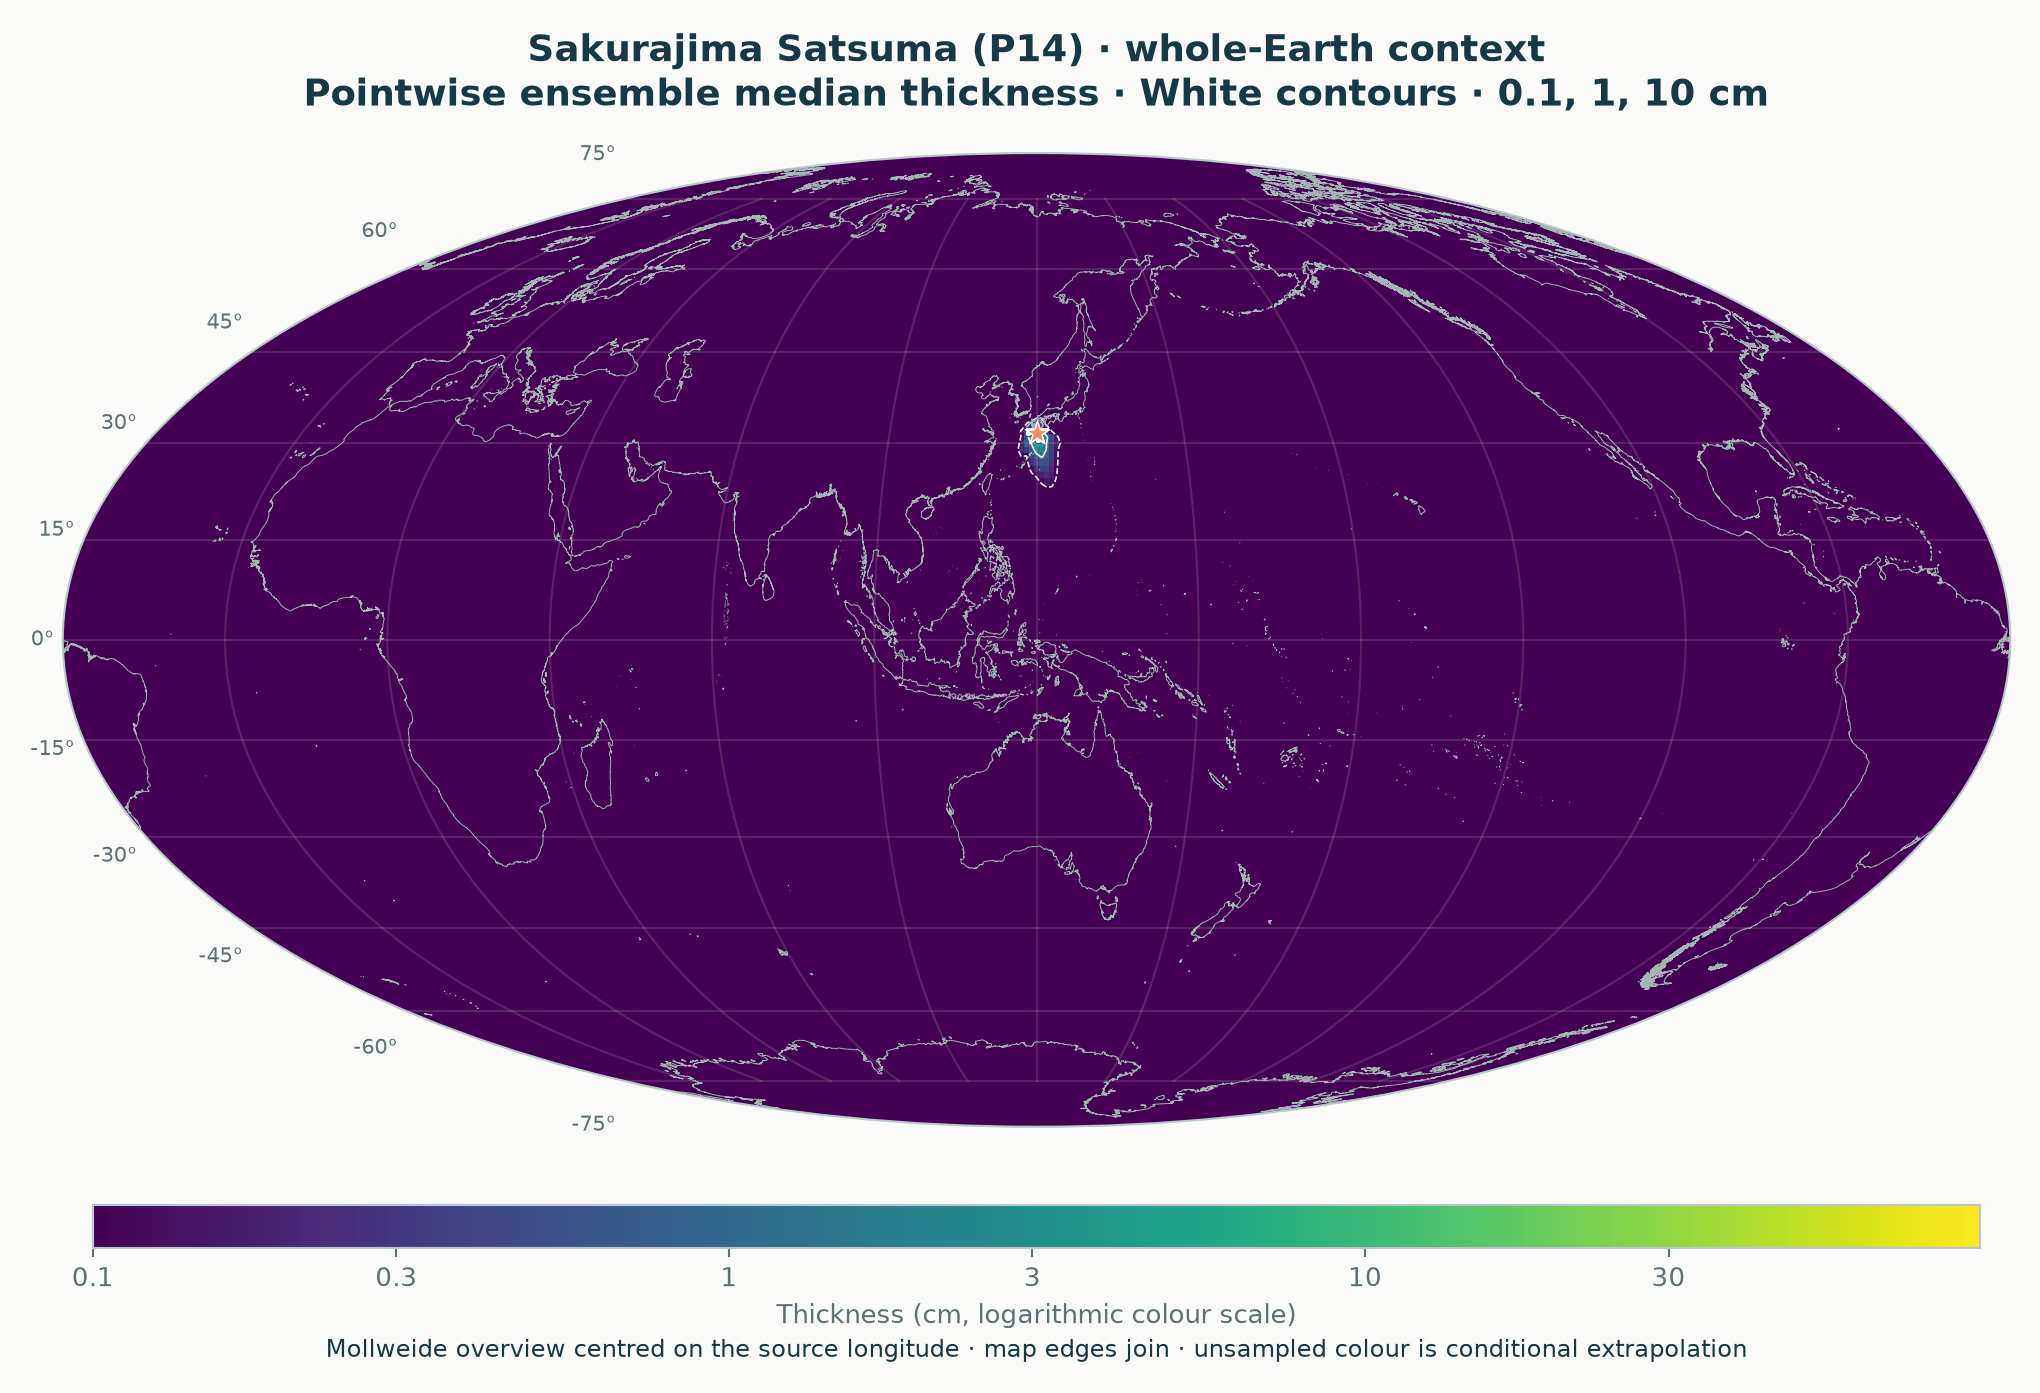 Sakurajima Satsuma (P14) · whole-Earth context
Pointwise ensemble median thickness · White contours · 0.1, 1, 10 cm
75°
60°
45°
30°
15°
0°
-15°
-30°
-45°
-60°
-75°
0.1 0.3 1 3 10 30
Thickness (cm, logarithmic colour scale)
Mollweide overview centred on the source longitude · map edges join · unsampled colour is conditional extrapolation